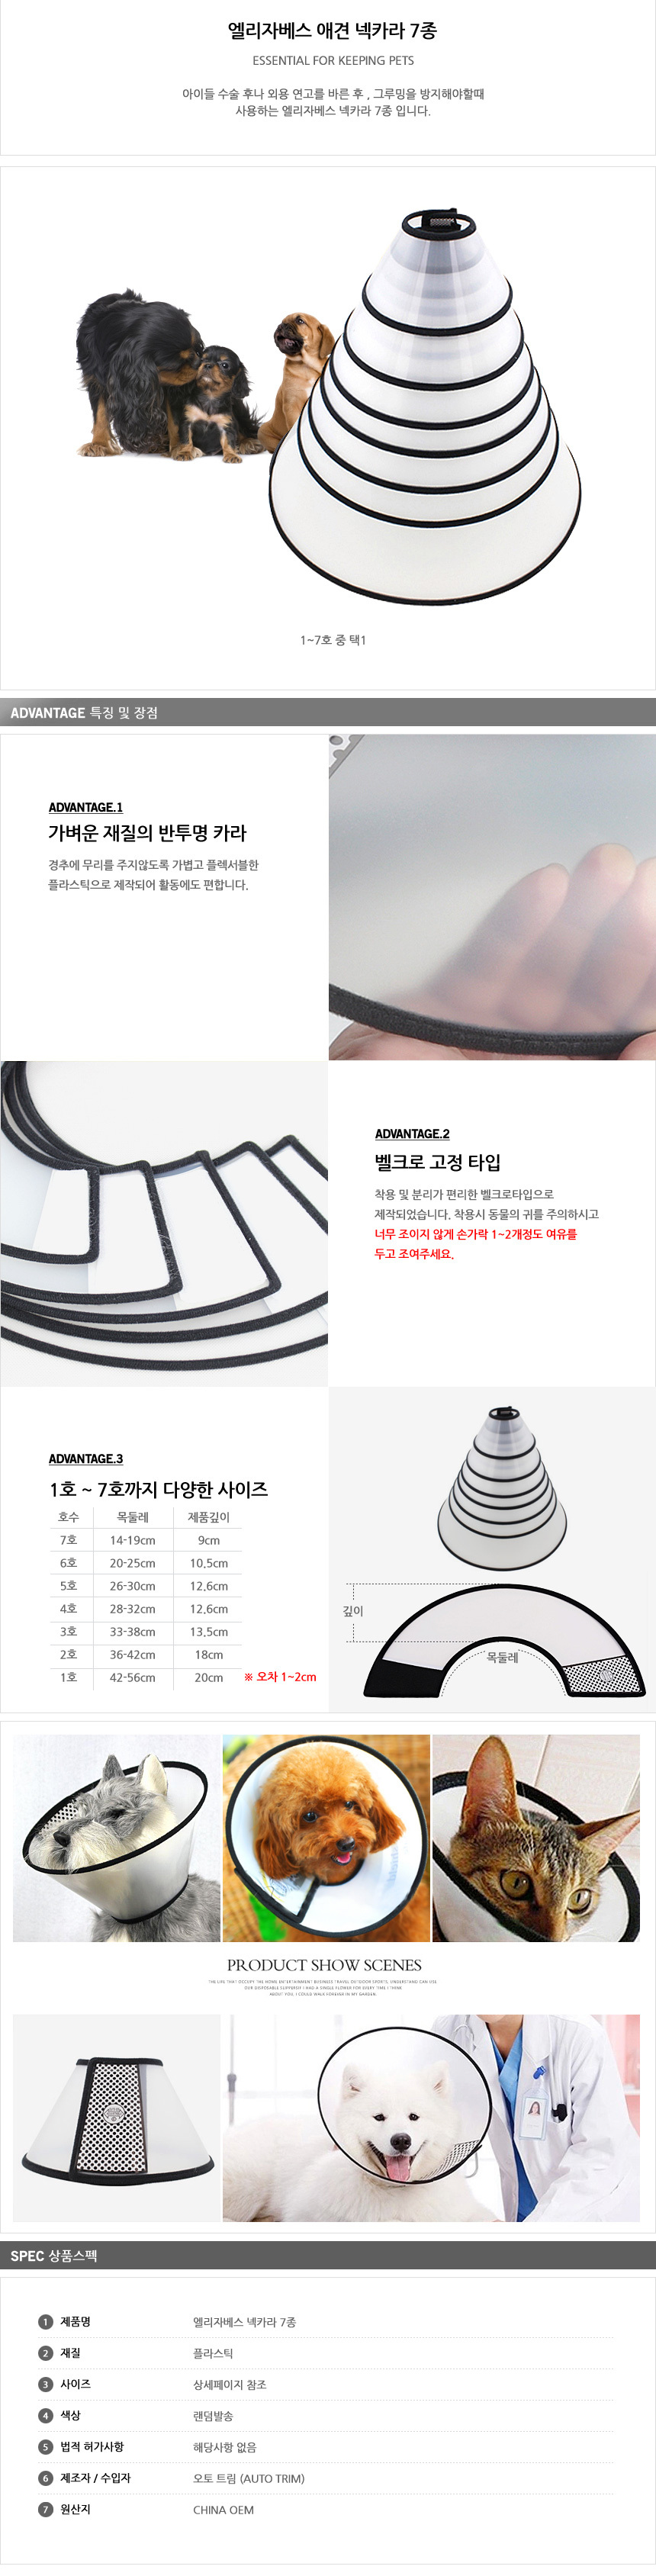 엘리자베스 애견 넥카라 7종
ESSENTIAL FOR KEEPING PETS
아이들 수술 후나 외용 연고를 바른 후 , 그루밍을 방지해야할때
사용하는 엘리자베스 넥카라 7종 입니다.
1~7호 중 택1
ADVANTAGE 특징 및 장점
ADVANTAGE.1
가벼운 재질의 반투명 카라
경추에 무리를 주지않도록 가볍고 플렉서블한
플라스틱으로 제작되어 활동에도 편합니다.
ADVANTAGE.2
벨크로 고정 타입
착용 및 분리가 편리한 벨크로타입으로
제작되었습니다. 착용시 동물의 귀를 주의하시고
너무 조이지 않게 손가락 1~2개정도 여유를
두고 조여주세요.
ADVANTAGE.3
1호 ~ 7호까지 다양한 사이즈
호수 목둘레 제품깊이
7호 14-19cm 9cm
6호 20-25cm 10.5cm
5호 26-30cm 12.6cm
4호 28-32cm 12.6cm
3호 33-38cm 13.5cm
2호 36-42cm 18cm
1호 42-56cm 20cm ※ 오차 1~2cm
깊이
목둘레
PRODUCT SHOW SCENES
SPEC 상품스펙
1 제품명 엘리자베스 넥카라 7종
2 재질 플라스틱
3 사이즈 상세페이지 참조
4 색상 랜덤발송
5 법적 허가사항 해당사항 없음
6 제조자 / 수입자 오토 트림 (AUTO TRIM)
7 원산지 CHINA OEM